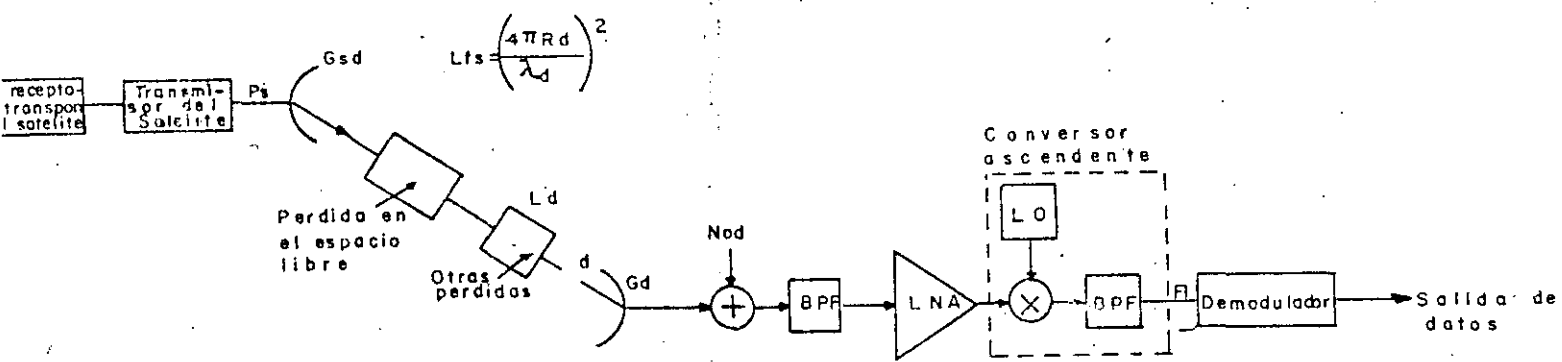 Gsd
Lfs = (4πRd / λd)²
recepto-
transpon
l satelite
Transmi-
sor del
Satelite
Ps
Perdida en
el espacio
libre
Ld
Otras
perdidas
d
Gd
Nod
+
BPF
LNA
Conversor
ascendente
LO
X
BPF
FI
Demodulador
Salida de
datos